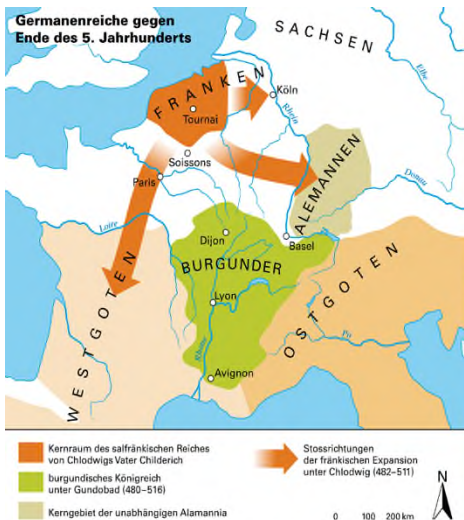 Germanenreiche gegen
Ende des 5. Jahrhunderts
SACHSEN
Elbe
FRANKEN
Köln
Tournai
Rhein
Soissons
Paris
ALEMANNEN
Donau
Loire
Dijon
Basel
BURGUNDER
WESTGOTEN
OSTGOTEN
Lyon
Rhone
Po
Avignon
Kernraum des salfränkischen Reiches
von Chlodwigs Vater Childerich
burgundisches Königreich
unter Gundobad (480–516)
Kerngebiet der unabhängigen Alamannia
Stossrichtungen
der fränkischen Expansion
unter Chlodwig (482–511)
N
0 100 200 km